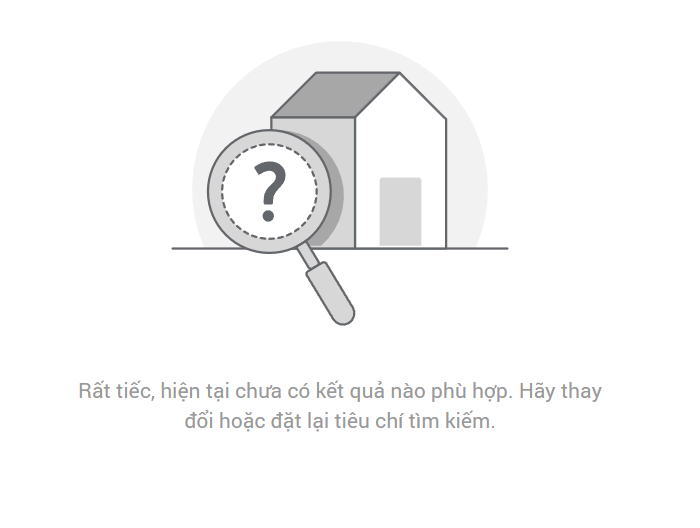 ?
Rất tiếc, hiện tại chưa có kết quả nào phù hợp. Hãy thay
đổi hoặc đặt lại tiêu chí tìm kiếm.